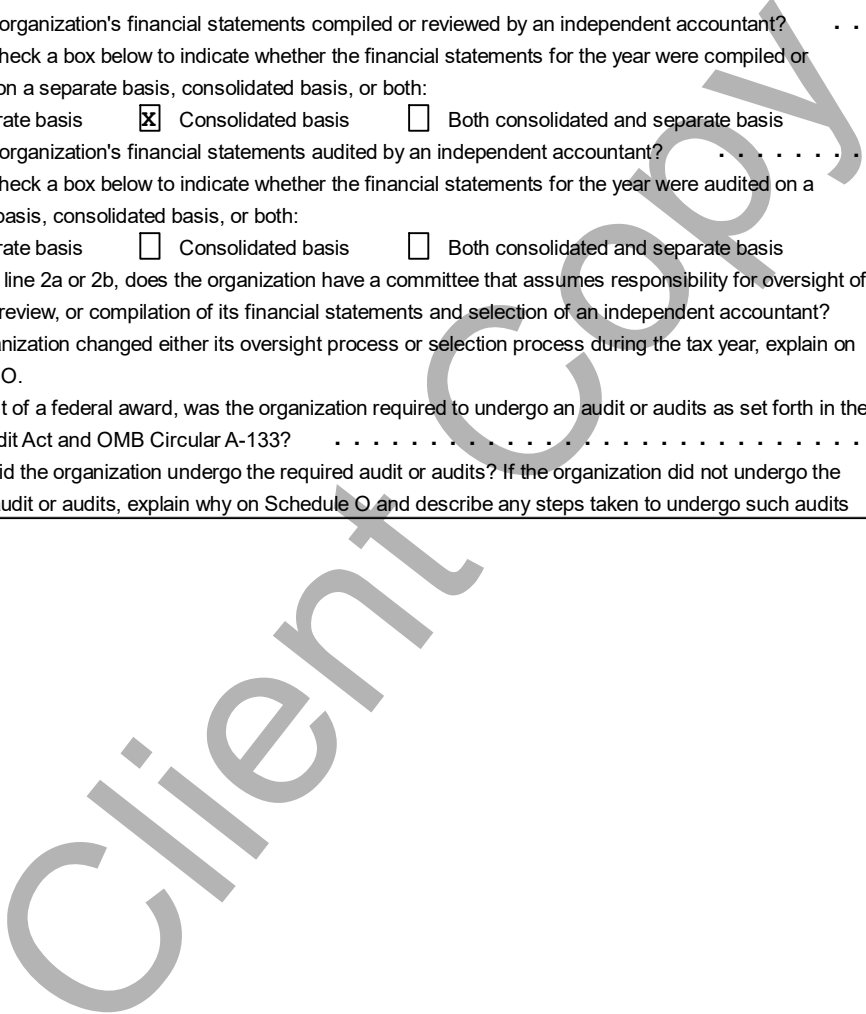 organization's financial statements compiled or reviewed by an independent accountant? . .
heck a box below to indicate whether the financial statements for the year were compiled or
on a separate basis, consolidated basis, or both:
rate basis X Consolidated basis Both consolidated and separate basis
organization's financial statements audited by an independent accountant? . . . . . . . .
heck a box below to indicate whether the financial statements for the year were audited on a
basis, consolidated basis, or both:
rate basis Consolidated basis Both consolidated and separate basis
line 2a or 2b, does the organization have a committee that assumes responsibility for oversight of
review, or compilation of its financial statements and selection of an independent accountant?
nization changed either its oversight process or selection process during the tax year, explain on
O.
t of a federal award, was the organization required to undergo an audit or audits as set forth in the
dit Act and OMB Circular A-133? . . . . . . . . . . . . . . . . . . . . . . . . . . . .
id the organization undergo the required audit or audits? If the organization did not undergo the
udit or audits, explain why on Schedule O and describe any steps taken to undergo such audits
Client Copy